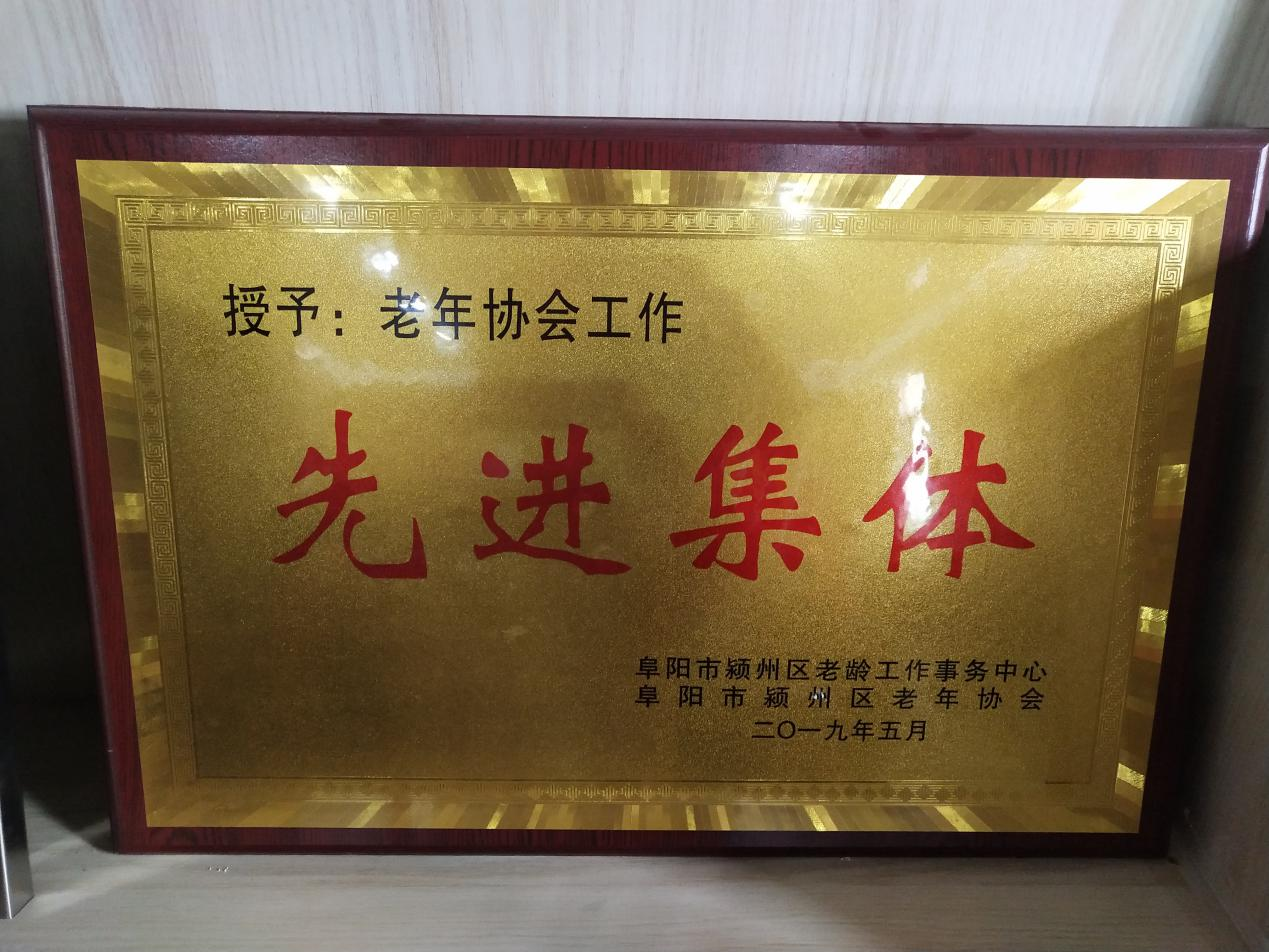 授予：老年协会工作
先进集体
阜阳市颍州区老龄工作事务中心
阜阳市颍州区老年协会
二〇一九年五月